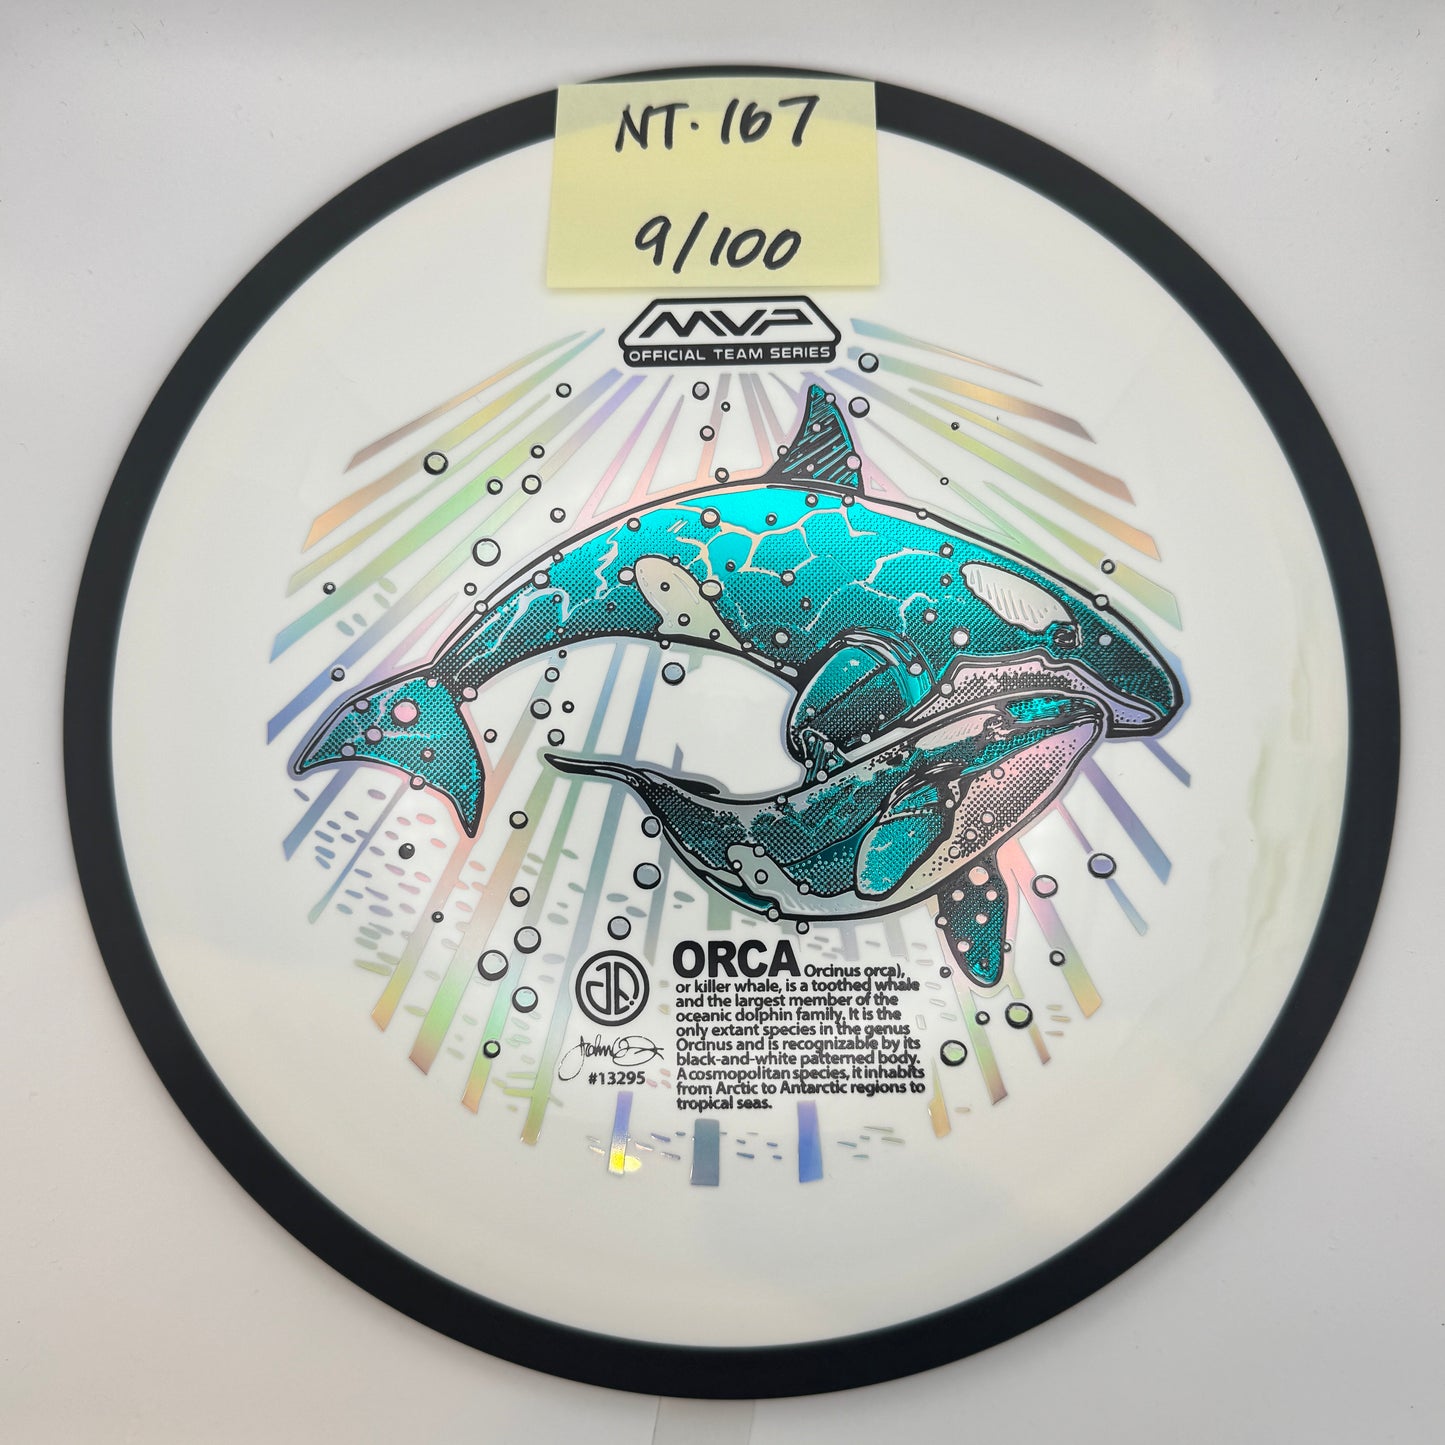 NT. 167
9/100
MVP
OFFICIAL TEAM SERIES
ORCA Orcinus orca),
or killer whale, is a toothed whale
and the largest member of the
oceanic dolphin family. It is the
only extant species in the genus
Orcinus and is recognizable by its
black-and-white patterned body.
A cosmopolitan species, it inhabits
from Arctic to Antarctic regions to
tropical seas.
#13295